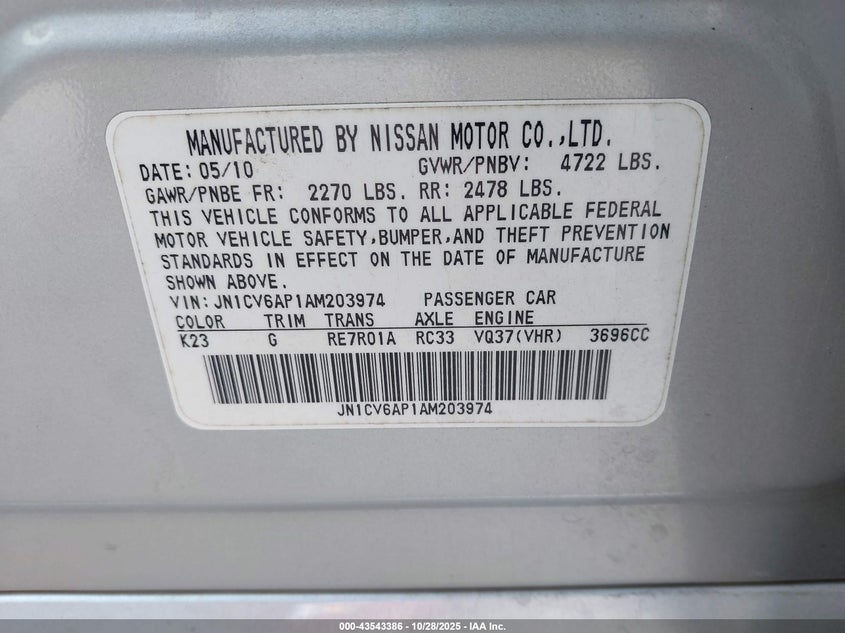 MANUFACTURED BY NISSAN MOTOR CO.,LTD.
DATE: 05/10 GVWR/PNBV: 4722 LBS.
GAWR/PNBE FR: 2270 LBS. RR: 2478 LBS.
THIS VEHICLE CONFORMS TO ALL APPLICABLE FEDERAL
MOTOR VEHICLE SAFETY,BUMPER,AND THEFT PREVENTION
STANDARDS IN EFFECT ON THE DATE OF MANUFACTURE
SHOWN ABOVE.
VIN:JN1CV6AP1AM203974 PASSENGER CAR
COLOR TRIM TRANS AXLE ENGINE
K23 G RE7R01A RC33 VQ37(VHR) 3696CC
JN1CV6AP1AM203974
000-43543386 - 10/28/2025 - IAA Inc.